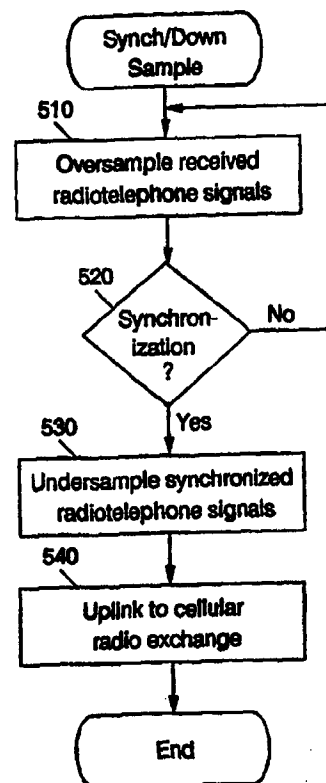 Synch/Down
Sample
510
Oversample received
radiotelephone signals
520
Synchron-
ization
?
No
Yes
530
Undersample synchronized
radiotelephone signals
540
Uplink to cellular
radio exchange
End